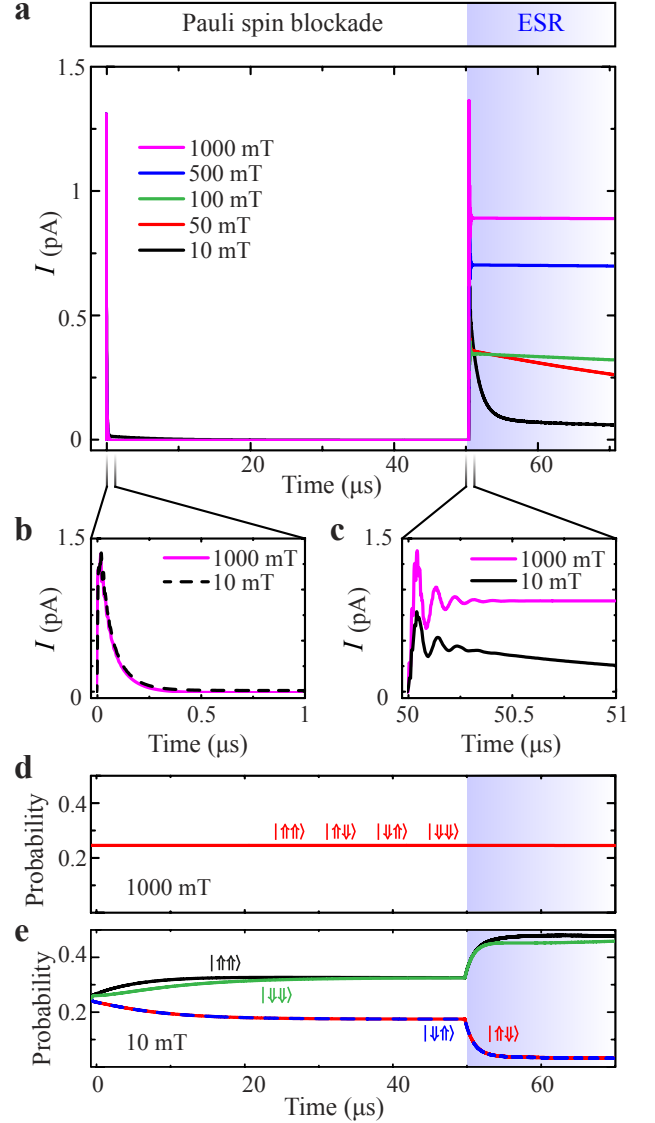 a
Pauli spin blockade ESR
1.5
1
0.5
0
I (pA)
1000 mT
500 mT
100 mT
50 mT
10 mT
20 40 60
Time (μs)
b
1.5
0
I (pA)
1000 mT
10 mT
0 0.5 1
Time (μs)
c
1.5
0
I (pA)
1000 mT
10 mT
50 50.5 51
Time (μs)
d
0.4
0.2
Probability
|⇑⇑⟩ |⇑⇓⟩ |⇓⇑⟩ |⇓⇓⟩
1000 mT
e
0.4
0.2
Probability
|⇑⇑⟩
|⇓⇓⟩
|⇓⇑⟩ |⇑⇓⟩
10 mT
0 20 40 60
Time (μs)